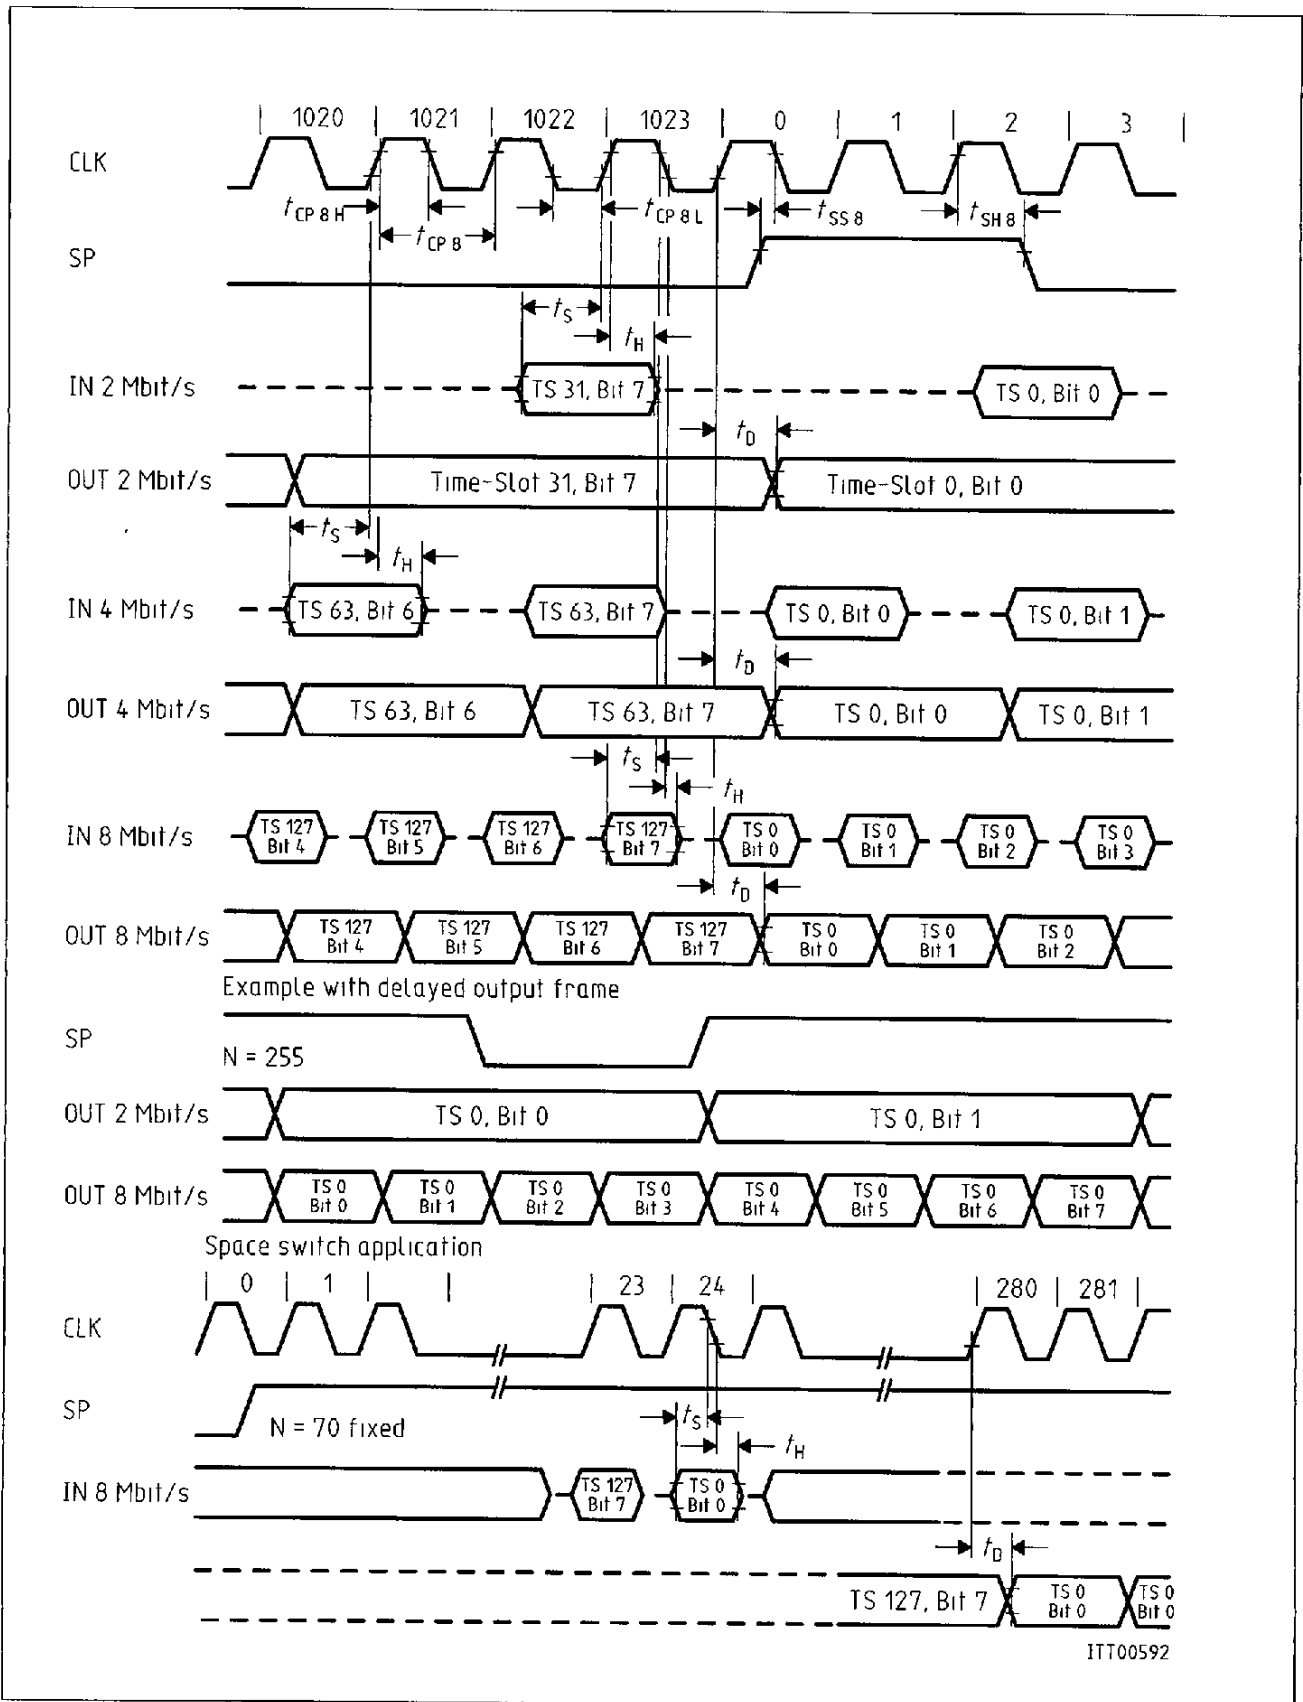 1020 1021 1022 1023 0 1 2 3
CLK
tCP 8 H tCP 8 L tSS 8 tSH 8
tCP 8
SP
tS
tH
IN 2 Mbit/s TS 31, Bit 7 TS 0, Bit 0
tD
OUT 2 Mbit/s Time-Slot 31, Bit 7 Time-Slot 0, Bit 0
tS
tH
IN 4 Mbit/s TS 63, Bit 6 TS 63, Bit 7 TS 0, Bit 0 TS 0, Bit 1
tD
OUT 4 Mbit/s TS 63, Bit 6 TS 63, Bit 7 TS 0, Bit 0 TS 0, Bit 1
tS
tH
IN 8 Mbit/s TS 127 Bit 4 TS 127 Bit 5 TS 127 Bit 6 TS 127 Bit 7 TS 0 Bit 0 TS 0 Bit 1 TS 0 Bit 2 TS 0 Bit 3
tD
OUT 8 Mbit/s TS 127 Bit 4 TS 127 Bit 5 TS 127 Bit 6 TS 127 Bit 7 TS 0 Bit 0 TS 0 Bit 1 TS 0 Bit 2
Example with delayed output frame
SP
N = 255
OUT 2 Mbit/s TS 0, Bit 0 TS 0, Bit 1
OUT 8 Mbit/s TS 0 Bit 0 TS 0 Bit 1 TS 0 Bit 2 TS 0 Bit 3 TS 0 Bit 4 TS 0 Bit 5 TS 0 Bit 6 TS 0 Bit 7
Space switch application
0 1 23 24 280 281
CLK
SP
N = 70 fixed
tS
tH
IN 8 Mbit/s TS 127 Bit 7 TS 0 Bit 0
tD
TS 127, Bit 7 TS 0 Bit 0 TS 0 Bit 0
ITT00592